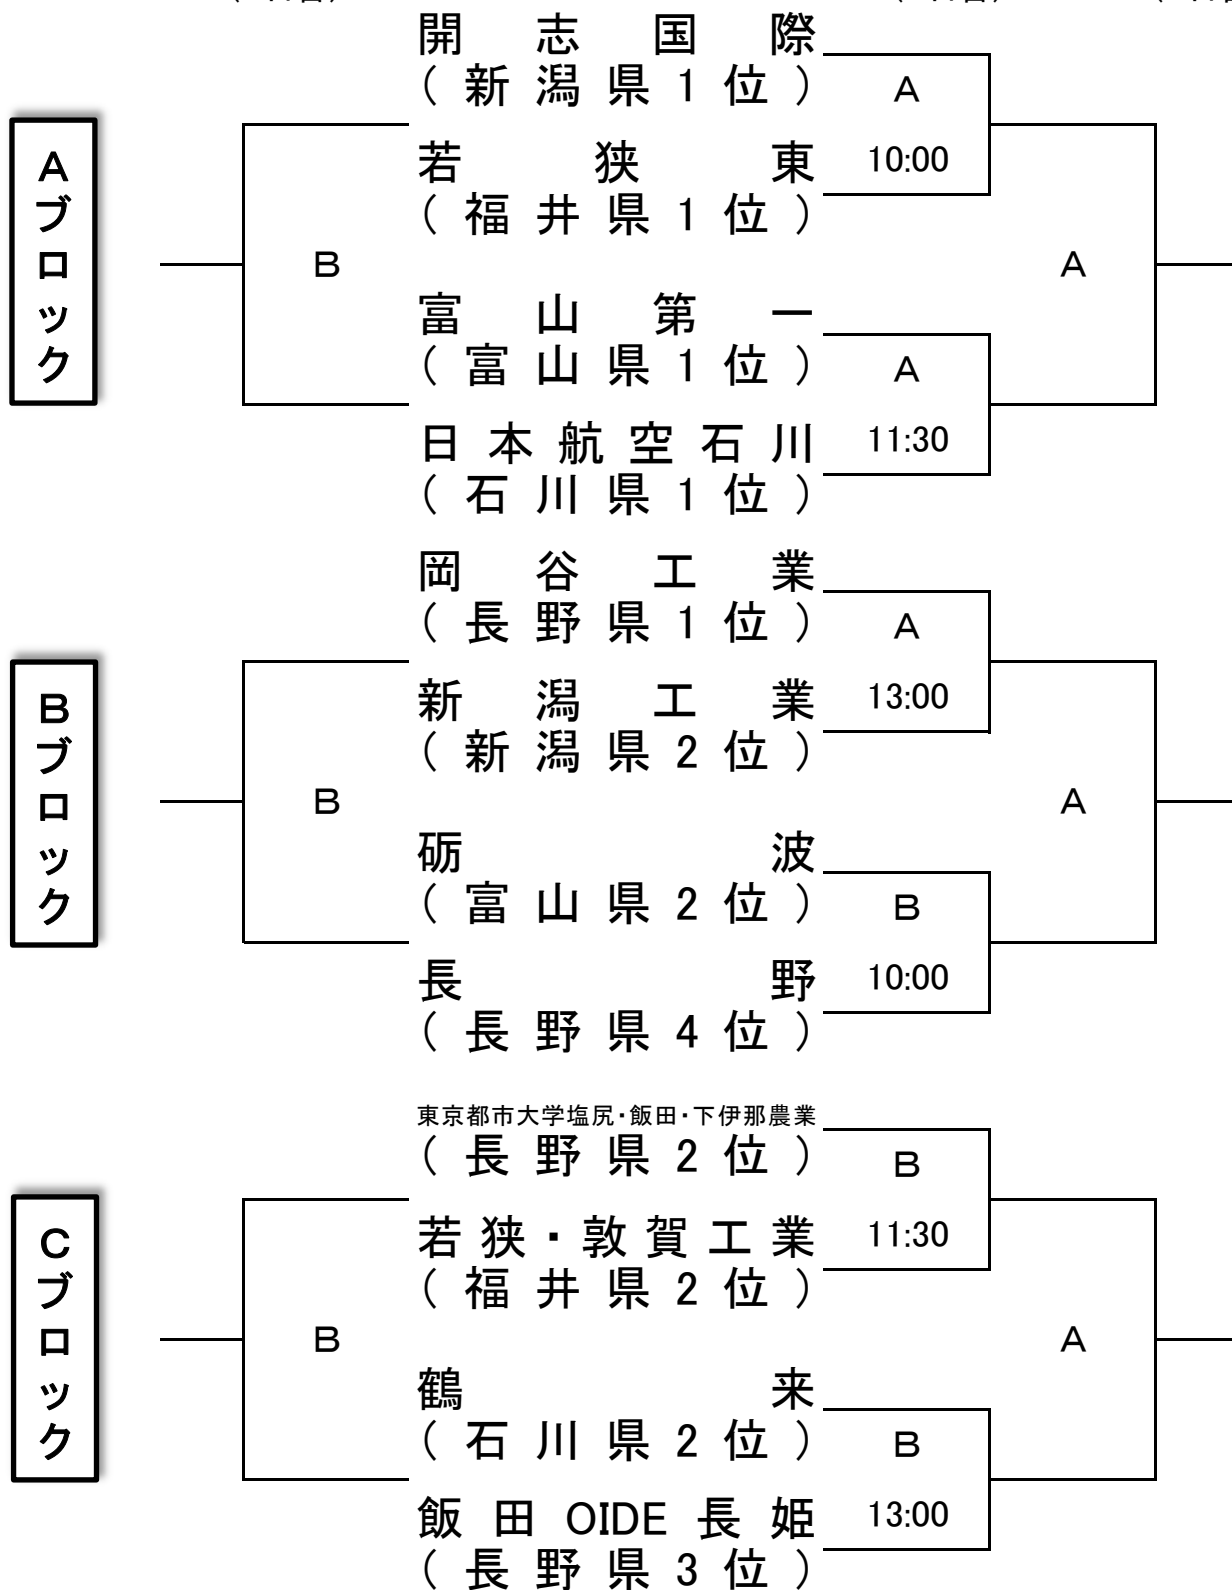 開志国際
(新潟県1位)
A
10:00
若狭東
(福井県1位)
Aブロック
B
A
富山第一
(富山県1位)
A
11:30
日本航空石川
(石川県1位)
岡谷工業
(長野県1位)
A
13:00
新潟工業
(新潟県2位)
Bブロック
B
A
砺波
(富山県2位)
B
10:00
長野
(長野県4位)
東京都市大学塩尻・飯田・下伊那農業
(長野県2位)
B
11:30
若狭・敦賀工業
(福井県2位)
Cブロック
B
A
鶴来
(石川県2位)
B
13:00
飯田OIDE長姫
(長野県3位)